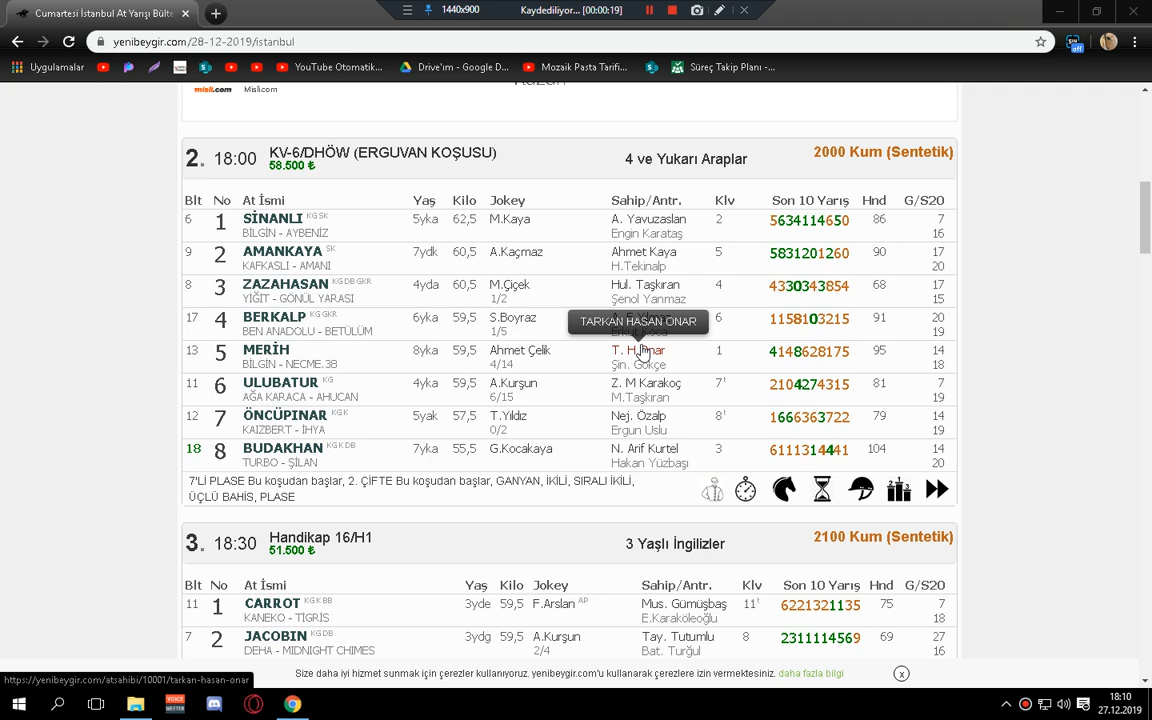 Cumartesi İstanbul At Yarışı Bülte
1440x900
Kaydediliyor... [00:00:19]
yenibeygir.com/28-12-2019/istanbul
off
Uygulamalar
YouTube Otomatik...
Drive'ım - Google D...
Mozaik Pasta Tarifi...
Süreç Takip Planı -...
misli.com
Misli.com
2. 18:00 KV-6/DHÖW (ERGUVAN KOŞUSU) 4 ve Yukarı Araplar 2000 Kum (Sentetik)
58.500 ₺
Blt No At İsmi Yaş Kilo Jokey Sahip/Antr. Klv Son 10 Yarış Hnd G/S20
6 1 SİNANLI KG SK 5yka 62,5 M.Kaya A. Yavuzaslan 2 5634114650 86 7
BİLGİN - AYBENİZ Engin Karataş 16
9 2 AMANKAYA SK 7ydk 60,5 A.Kaçmaz Ahmet Kaya 5 5831201260 90 17
KAFKASLI - AMANI H.Tekinalp 20
8 3 ZAZAHASAN KG DB GKR 4yda 60,5 M.Çiçek Hul. Taşkıran 4 4330343854 68 17
YİĞİT - GÖNÜL YARASI 1/2 Şenol Yanmaz 15
17 4 BERKALP KG GKR 6yka 59,5 S.Boyraz 6 1158103215 91 20
BEN ANADOLU - BETÜLÜM 1/5 19
TARKAN HASAN ONAR
13 5 MERİH 8yka 59,5 Ahmet Çelik 1 4148628175 95 14
BİLGİN - NECME.38 4/14 Şin. Gökçe 18
11 6 ULUBATUR KG 4yka 59,5 A.Kurşun Z. M Karakoç 7t 2104274315 81 7
AĞA KARACA - AHUCAN 6/15 M.Taşkıran 19
12 7 ÖNCÜPINAR KG K 5yak 57,5 T.Yıldız Nej. Özalp 8t 1666363722 79 14
KAIZBERT - İHYA 0/2 Ergun Uslu 19
18 8 BUDAKHAN KG K DB 7yka 55,5 G.Kocakaya N. Arif Kurtel 3 6111314441 104 14
TURBO - ŞİLAN Hakan Yüzbaşı 20
7'Lİ PLASE Bu koşudan başlar, 2. ÇİFTE Bu koşudan başlar, GANYAN, İKİLİ, SIRALI İKİLİ,
ÜÇLÜ BAHİS, PLASE
3. 18:30 Handikap 16/H1 3 Yaşlı İngilizler 2100 Kum (Sentetik)
51.500 ₺
Blt No At İsmi Yaş Kilo Jokey Sahip/Antr. Klv Son 10 Yarış Hnd G/S20
11 1 CARROT KG K BB 3yde 59,5 F.Arslan AP Mus. Gümüşbaş 11t 6221321135 75 7
KANEKO - TİGRİS E.Karaköleoğlu 18
7 2 JACOBIN KG DB 3ydg 59,5 A.Kurşun Tay. Tutumlu 8 2311114569 69 27
DEHA - MIDNIGHT CHIMES 2/4 Bat. Turğul 16
Size daha iyi hizmet sunmak için çerezler kullanıyoruz. yenibeygir.com'u kullanarak çerezlere izin vermektesiniz. daha fazla bilgi
https://yenibeygir.com/atsahibi/10001/tarkan-hasan-onar
VOICE
MEETER
18:10
27.12.2019